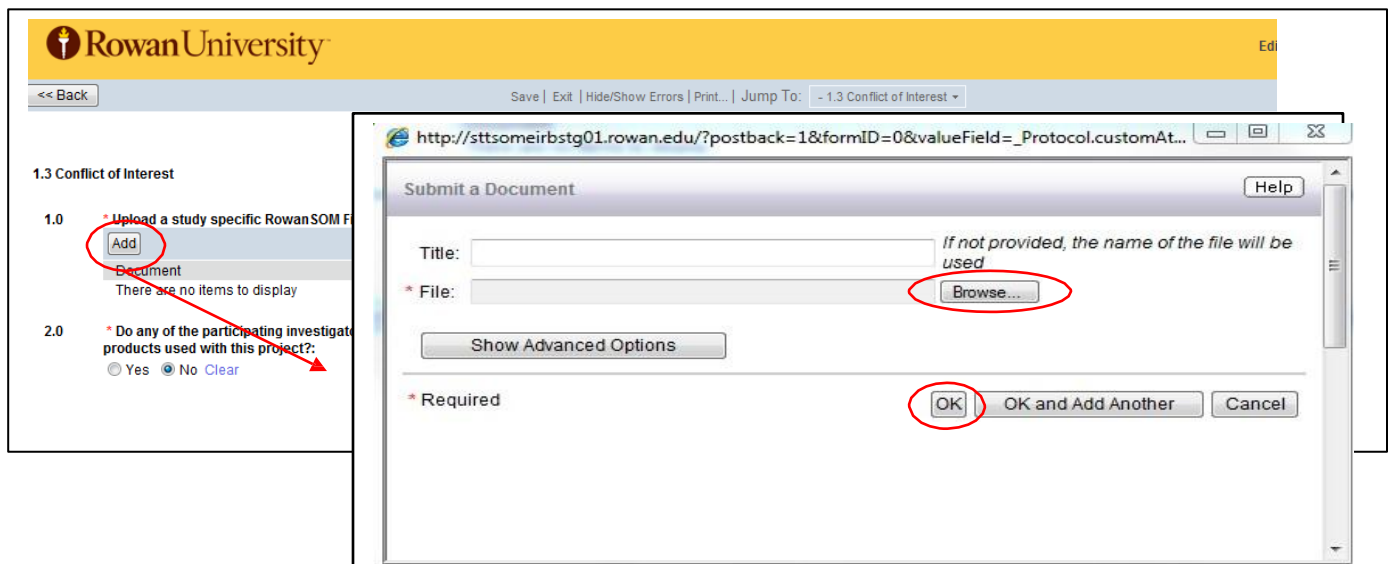 Rowan University
Edi
<< Back
Save | Exit | Hide/Show Errors | Print... | Jump To: - 1.3 Conflict of Interest
1.3 Conflict of Interest
1.0 * Upload a study specific RowanSOM Fi
Add
Document
There are no items to display
2.0 * Do any of the participating investigato
products used with this project?:
Yes No Clear
http://sttsomeirbstg01.rowan.edu/?postback=1&formID=0&valueField=_Protocol.customAt...
Submit a Document
Help
Title:
If not provided, the name of the file will be
used
* File:
Browse...
Show Advanced Options
* Required
OK
OK and Add Another
Cancel